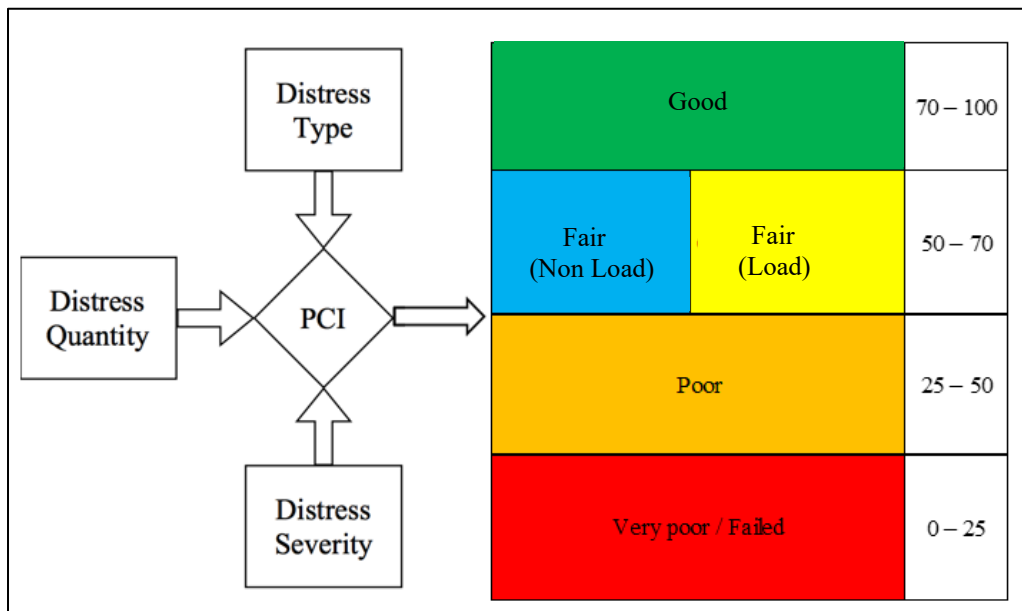 Distress
Type
Distress
Quantity
PCI
Distress
Severity
Good
70 – 100
Fair
(Non Load)
Fair
(Load)
50 – 70
Poor
25 – 50
Very poor / Failed
0 – 25